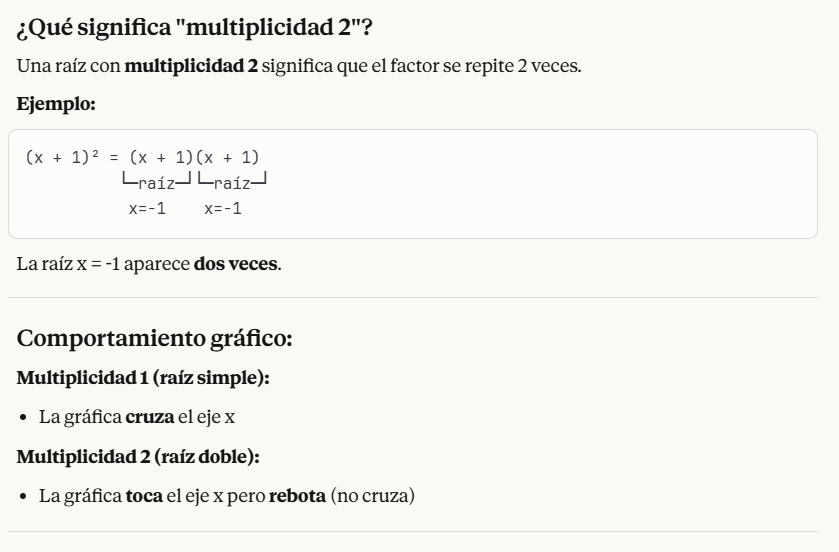 ¿Qué significa "multiplicidad 2"?
Una raíz con multiplicidad 2 significa que el factor se repite 2 veces.
Ejemplo:
(x + 1)² = (x + 1)(x + 1)
└─raíz─┘└─raíz─┘
x=-1    x=-1
La raíz x = -1 aparece dos veces.
Comportamiento gráfico:
Multiplicidad 1 (raíz simple):
• La gráfica cruza el eje x
Multiplicidad 2 (raíz doble):
• La gráfica toca el eje x pero rebota (no cruza)